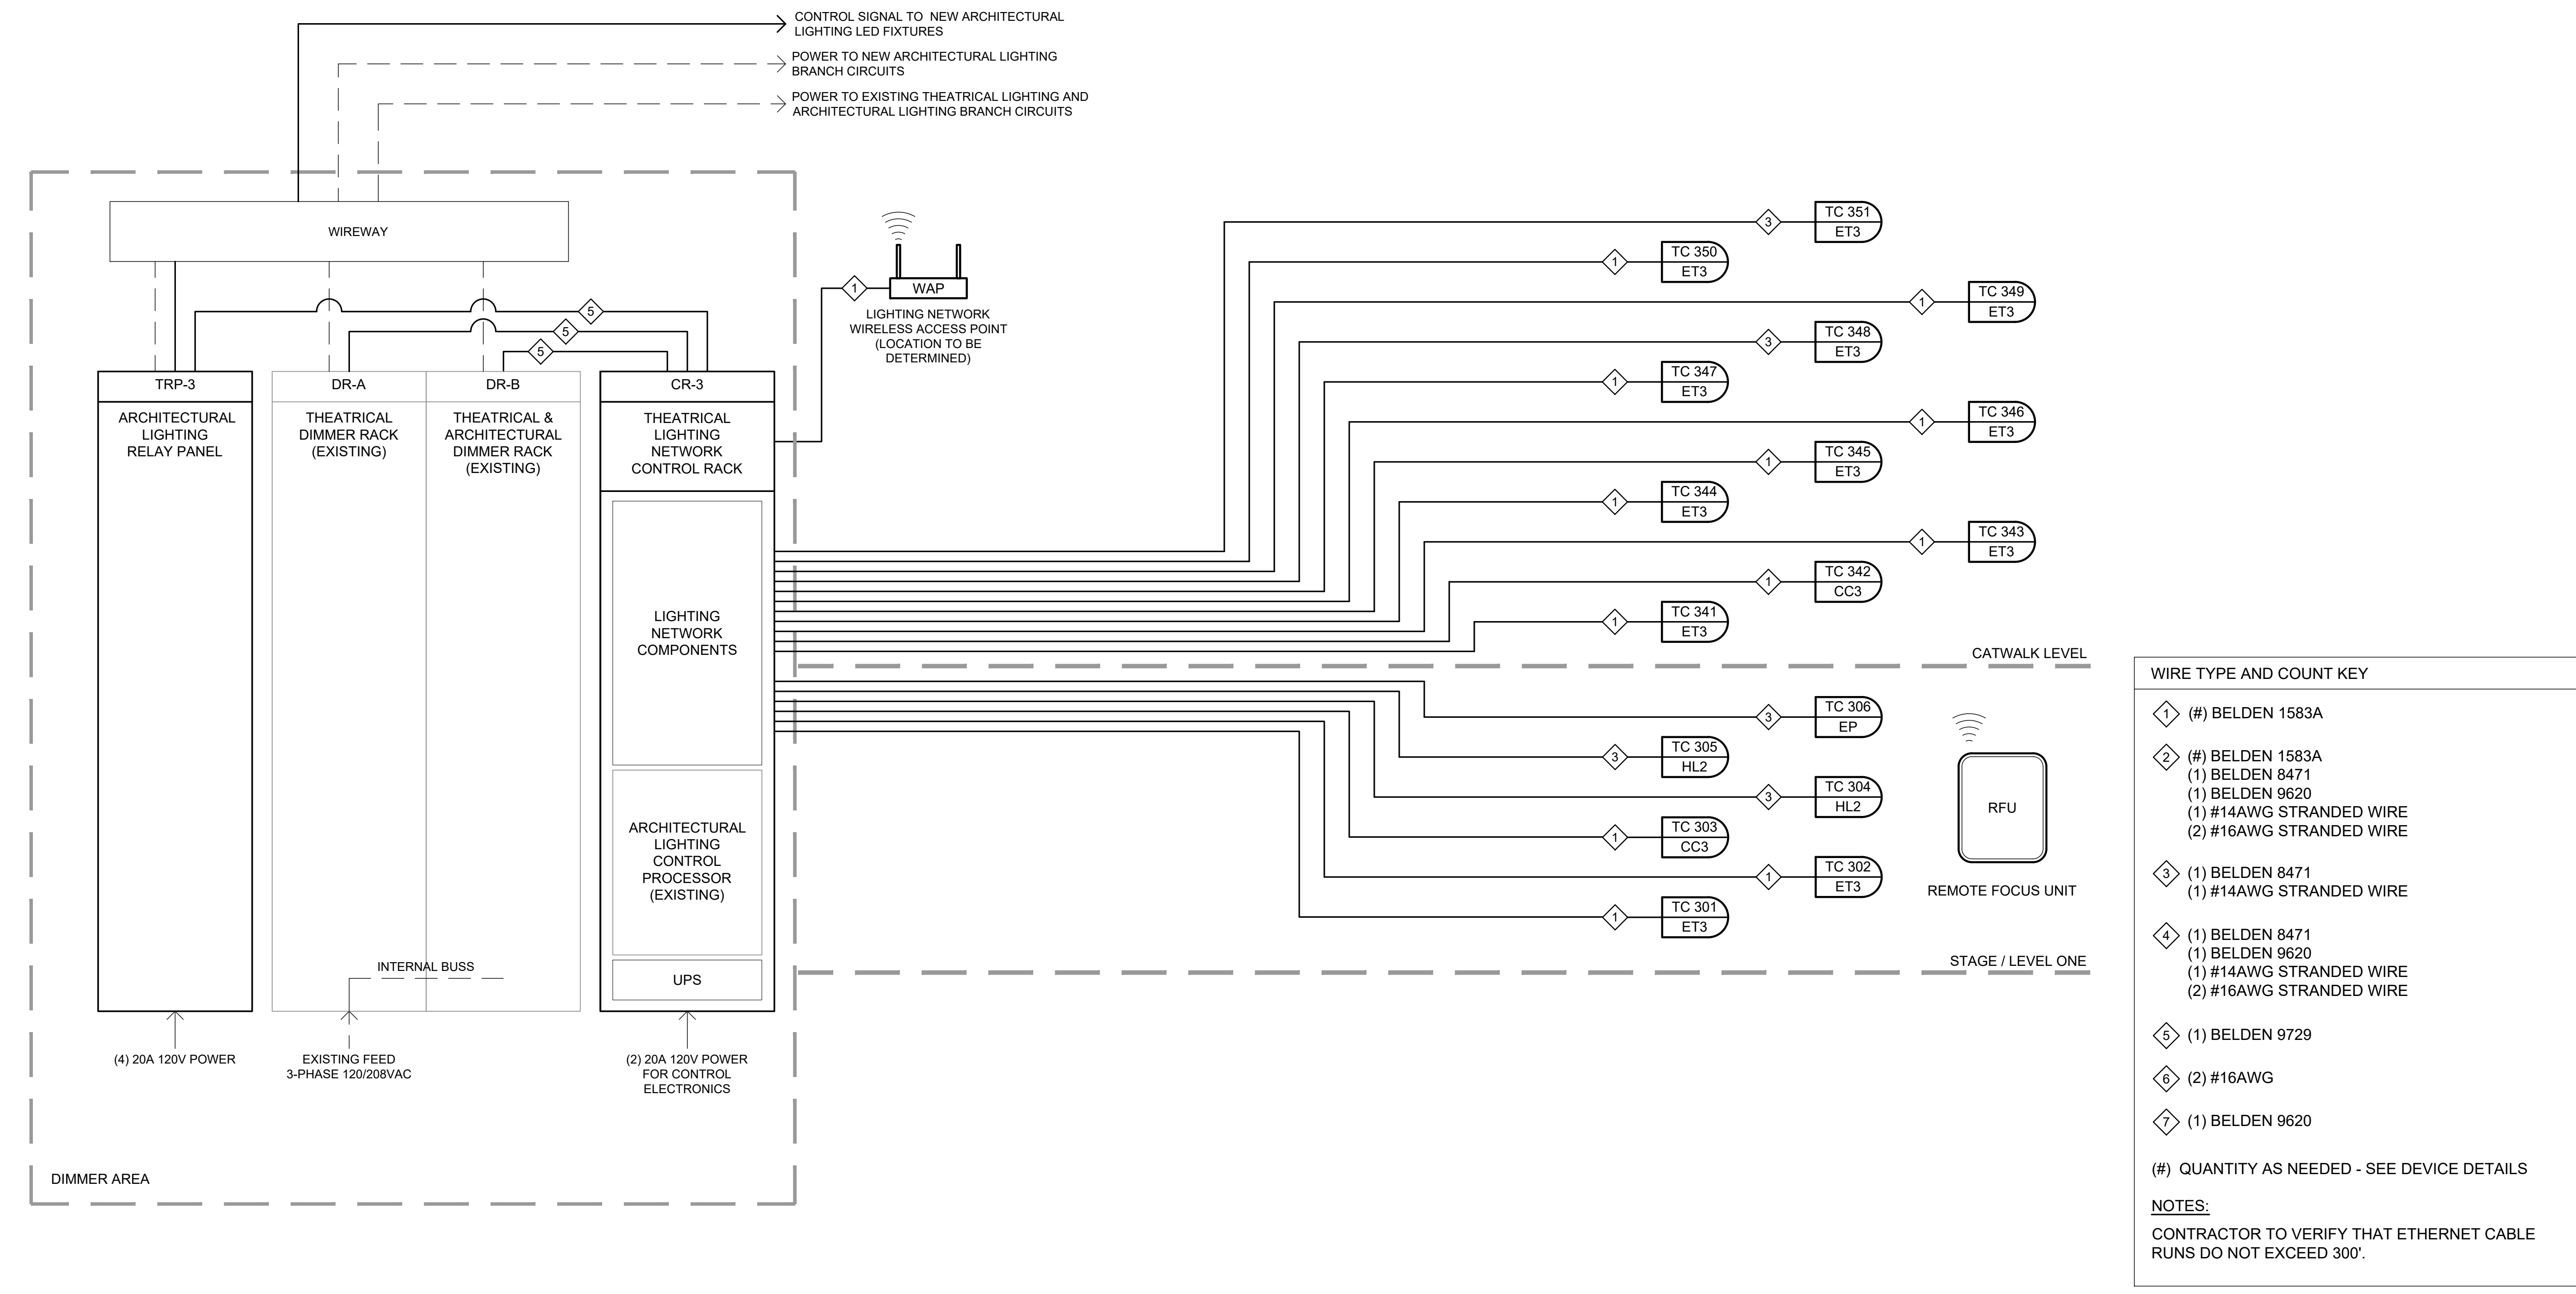 CONTROL SIGNAL TO NEW ARCHITECTURAL
LIGHTING LED FIXTURES
POWER TO NEW ARCHITECTURAL LIGHTING
BRANCH CIRCUITS
POWER TO EXISTING THEATRICAL LIGHTING AND
ARCHITECTURAL LIGHTING BRANCH CIRCUITS
WIREWAY
5
5
5
1
WAP
LIGHTING NETWORK
WIRELESS ACCESS POINT
(LOCATION TO BE
DETERMINED)
TRP-3
ARCHITECTURAL
LIGHTING
RELAY PANEL
DR-A
THEATRICAL
DIMMER RACK
(EXISTING)
DR-B
THEATRICAL &
ARCHITECTURAL
DIMMER RACK
(EXISTING)
CR-3
THEATRICAL
LIGHTING
NETWORK
CONTROL RACK
LIGHTING
NETWORK
COMPONENTS
ARCHITECTURAL
LIGHTING
CONTROL
PROCESSOR
(EXISTING)
UPS
INTERNAL BUSS
(4) 20A 120V POWER
EXISTING FEED
3-PHASE 120/208VAC
(2) 20A 120V POWER
FOR CONTROL
ELECTRONICS
DIMMER AREA
3
TC 351
ET3
1
TC 350
ET3
1
TC 349
ET3
3
TC 348
ET3
1
TC 347
ET3
1
TC 346
ET3
1
TC 345
ET3
1
TC 344
ET3
1
TC 343
ET3
1
TC 342
CC3
1
TC 341
ET3
CATWALK LEVEL
3
TC 306
EP
3
TC 305
HL2
3
TC 304
HL2
1
TC 303
CC3
1
TC 302
ET3
1
TC 301
ET3
RFU
REMOTE FOCUS UNIT
STAGE / LEVEL ONE
WIRE TYPE AND COUNT KEY
1 (#) BELDEN 1583A
2 (#) BELDEN 1583A
(1) BELDEN 8471
(1) BELDEN 9620
(1) #14AWG STRANDED WIRE
(2) #16AWG STRANDED WIRE
3 (1) BELDEN 8471
(1) #14AWG STRANDED WIRE
4 (1) BELDEN 8471
(1) BELDEN 9620
(1) #14AWG STRANDED WIRE
(2) #16AWG STRANDED WIRE
5 (1) BELDEN 9729
6 (2) #16AWG
7 (1) BELDEN 9620
(#) QUANTITY AS NEEDED - SEE DEVICE DETAILS
NOTES:
CONTRACTOR TO VERIFY THAT ETHERNET CABLE
RUNS DO NOT EXCEED 300'.